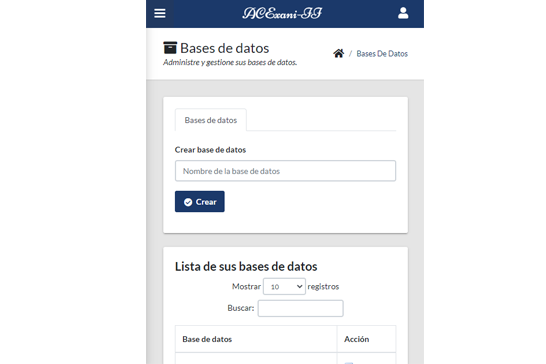 ACExani-II
Bases de datos
Administre y gestione sus bases de datos.
/ Bases De Datos
Bases de datos
Crear base de datos
Nombre de la base de datos
Crear
Lista de sus bases de datos
Mostrar 10 registros
Buscar:
Base de datos Acción